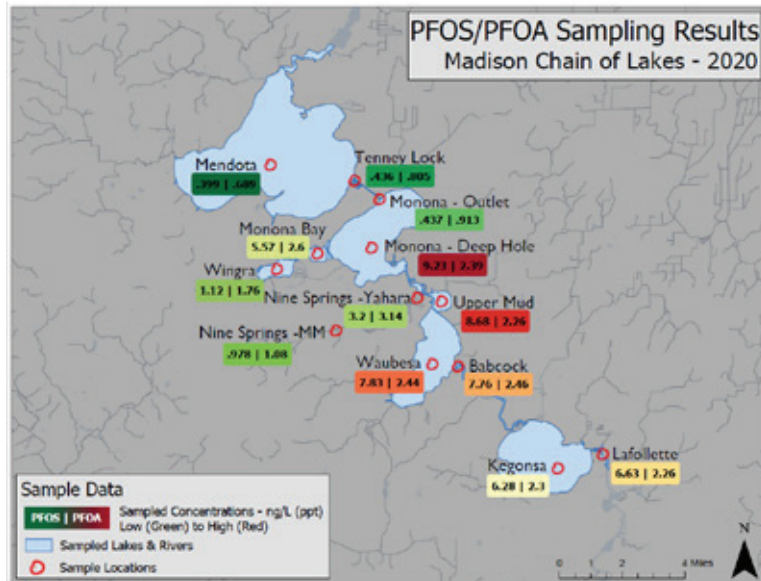 PFOS/PFOA Sampling Results
Madison Chain of Lakes - 2020
Mendota
.399 | .689
Tenney Lock
.436 | .805
Monona - Outlet
.437 | .913
Monona Bay
5.57 | 2.6
Monona - Deep Hole
9.23 | 2.39
Wingra
1.12 | 1.76
Nine Springs -Yahara
3.2 | 3.14
Upper Mud
8.68 | 2.26
Nine Springs -MM
.978 | 1.08
Waubesa
7.83 | 2.44
Babcock
7.76 | 2.46
Kegonsa
6.28 | 2.3
Lafollette
6.63 | 2.26
Sample Data
PFOS | PFOA
Sampled Concentrations - ng/L (ppt)
Low (Green) to High (Red)
Sampled Lakes & Rivers
Sample Locations
N
0 1 2 4 Miles